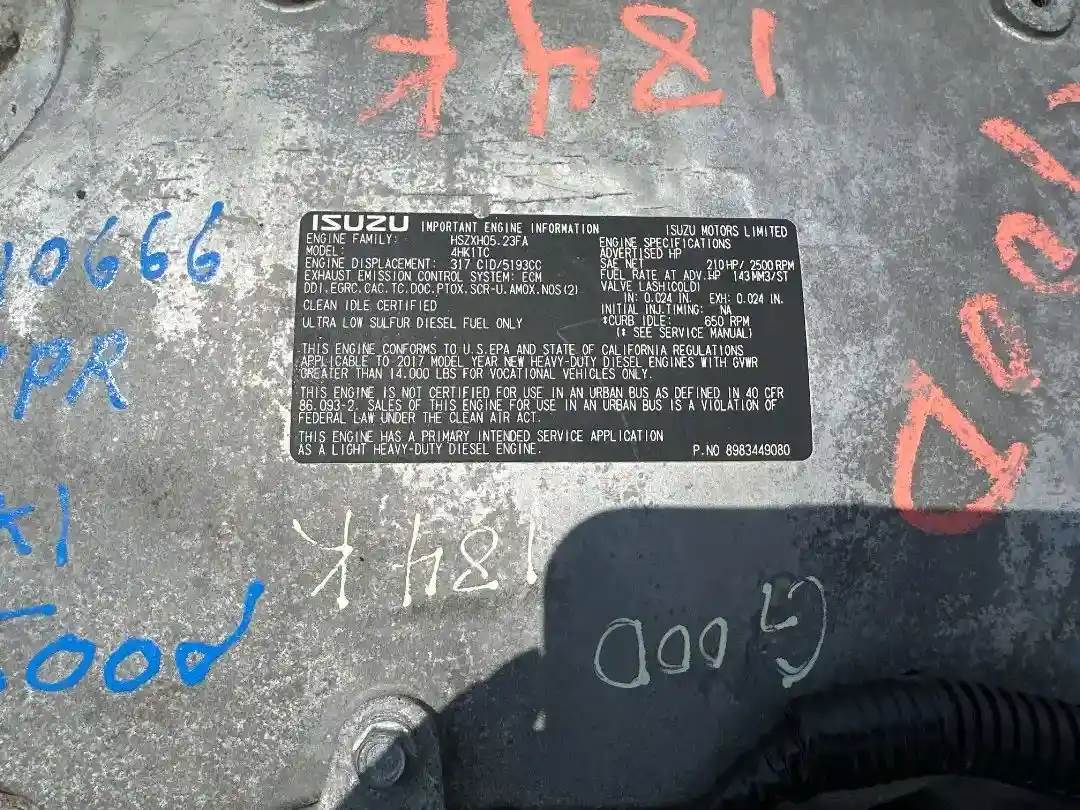 184K
ISUZU IMPORTANT ENGINE INFORMATION ISUZU MOTORS LIMITED
ENGINE FAMILY: HSZXH05.23FA
MODEL: 4HK1TC
ENGINE DISPLACEMENT: 317 CID/5193CC
EXHAUST EMISSION CONTROL SYSTEM: ECM
DDI.EGRC.CAC.TC.DOC.PTOX.SCR-U.AMOX.NOS(2)
CLEAN IDLE CERTIFIED
ULTRA LOW SULFUR DIESEL FUEL ONLY
ENGINE SPECIFICATIONS
ADVERTISED HP
SAE NET 210HP/2500RPM
FUEL RATE AT ADV.HP 143MM3/ST
VALVE LASH(COLD)
IN: 0.024 IN. EXH: 0.024 IN.
INITIAL INJ.TIMING: NA
*CURB IDLE: 650 RPM
(* SEE SERVICE MANUAL)
THIS ENGINE CONFORMS TO U.S.EPA AND STATE OF CALIFORNIA REGULATIONS
APPLICABLE TO 2017 MODEL YEAR NEW HEAVY-DUTY DIESEL ENGINES WITH GVWR
GREATER THAN 14.000 LBS FOR VOCATIONAL VEHICLES ONLY.
THIS ENGINE IS NOT CERTIFIED FOR USE IN AN URBAN BUS AS DEFINED IN 40 CFR
86.093-2. SALES OF THIS ENGINE FOR USE IN AN URBAN BUS IS A VIOLATION OF
FEDERAL LAW UNDER THE CLEAN AIR ACT.
THIS ENGINE HAS A PRIMARY INTENDED SERVICE APPLICATION
AS A LIGHT HEAVY-DUTY DIESEL ENGINE.
P.NO 8983449080
0666
PR
184K
GOOD
GOOD